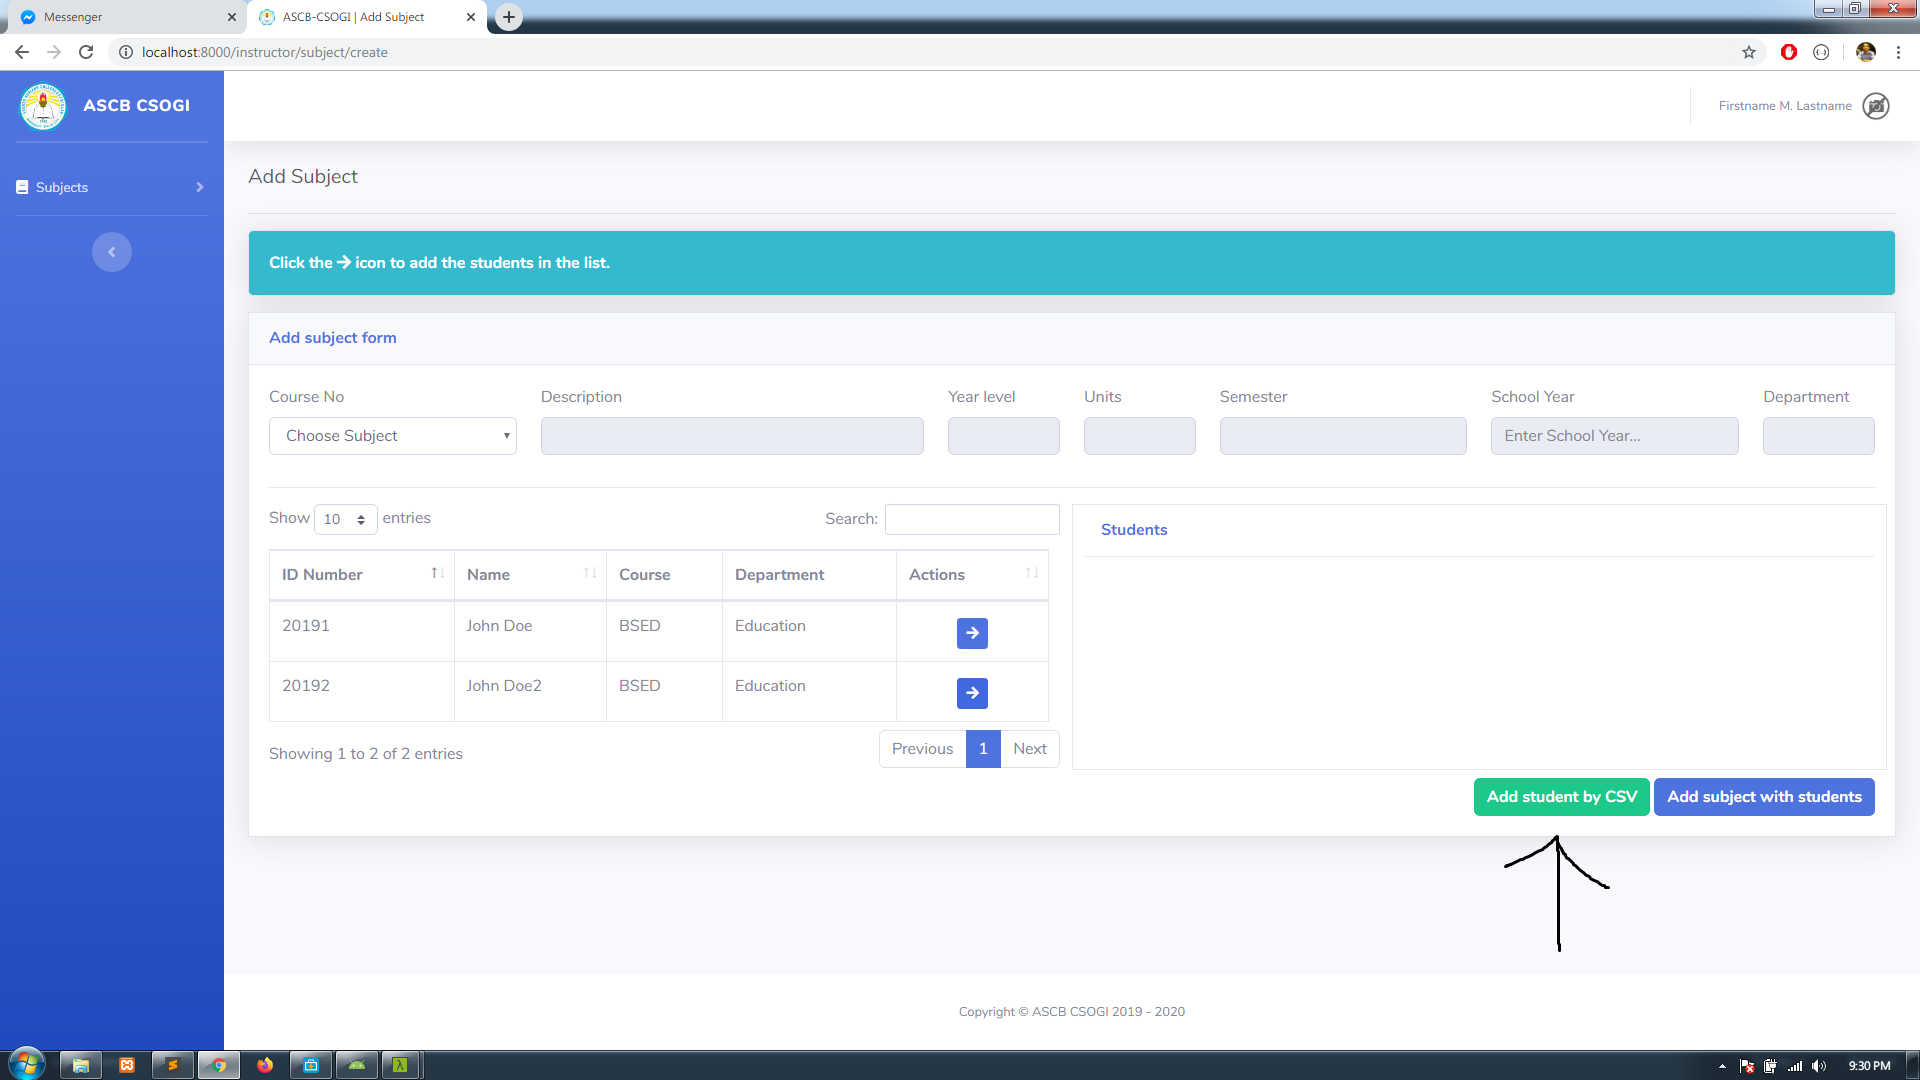 Messenger
ASCB-CSOGI | Add Subject
localhost:8000/instructor/subject/create
ASCB CSOGI
Firstname M. Lastname
Subjects
Add Subject
Click the → icon to add the students in the list.
Add subject form
Course No Description Year level Units Semester School Year Department
Choose Subject Enter School Year...
Show 10 entries Search:
Students
ID Number Name Course Department Actions
20191 John Doe BSED Education
20192 John Doe2 BSED Education
Showing 1 to 2 of 2 entries Previous 1 Next
Add student by CSV Add subject with students
Copyright © ASCB CSOGI 2019 - 2020
9:30 PM